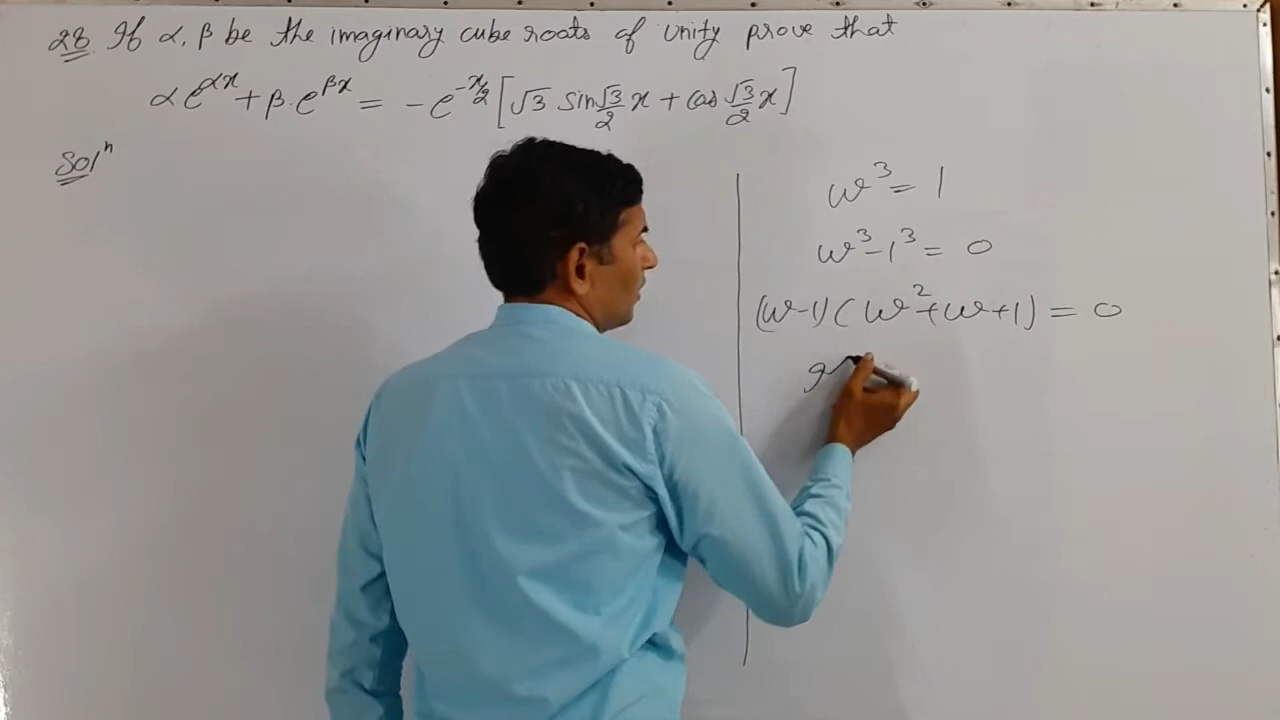 28. If α, β be the imaginary cube roots of unity prove that
αe^{αx} + β.e^{βx} = -e^{-x/2} [√3 sin √3/2 x + cos √3/2 x]
Solⁿ
w³ = 1
w³ - 1³ = 0
(w-1)(w²+w+1) = 0